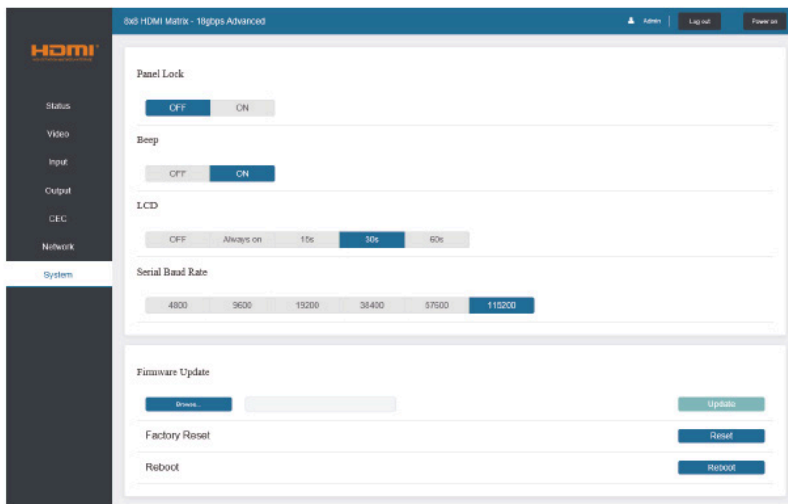 8x8 HDMI Matrix - 18gbps Advanced
Admin
Log out
Power on
HDMI
Status
Video
Input
Output
CEC
Network
System
Panel Lock
OFF ON
Beep
OFF ON
LCD
OFF Always on 15s 30s 60s
Serial Baud Rate
4800 9600 19200 38400 57600 115200
Firmware Update
Browse... Update
Factory Reset Reset
Reboot Reboot